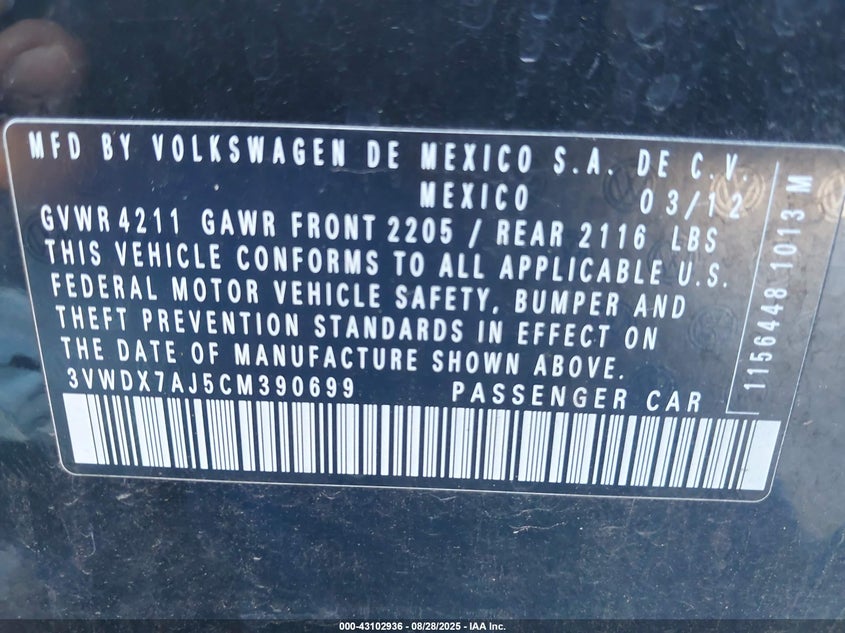 MFD BY VOLKSWAGEN DE MEXICO S.A. DE C.V.
MEXICO 03/12
GVWR 4211 GAWR FRONT 2205 / REAR 2116 LBS
THIS VEHICLE CONFORMS TO ALL APPLICABLE U.S.
FEDERAL MOTOR VEHICLE SAFETY, BUMPER AND
THEFT PREVENTION STANDARDS IN EFFECT ON
THE DATE OF MANUFACTURE SHOWN ABOVE.
3VWDX7AJ5CM390699 PASSENGER CAR
1156448 1013 M
000-43102936 - 08/28/2025 - IAA Inc.